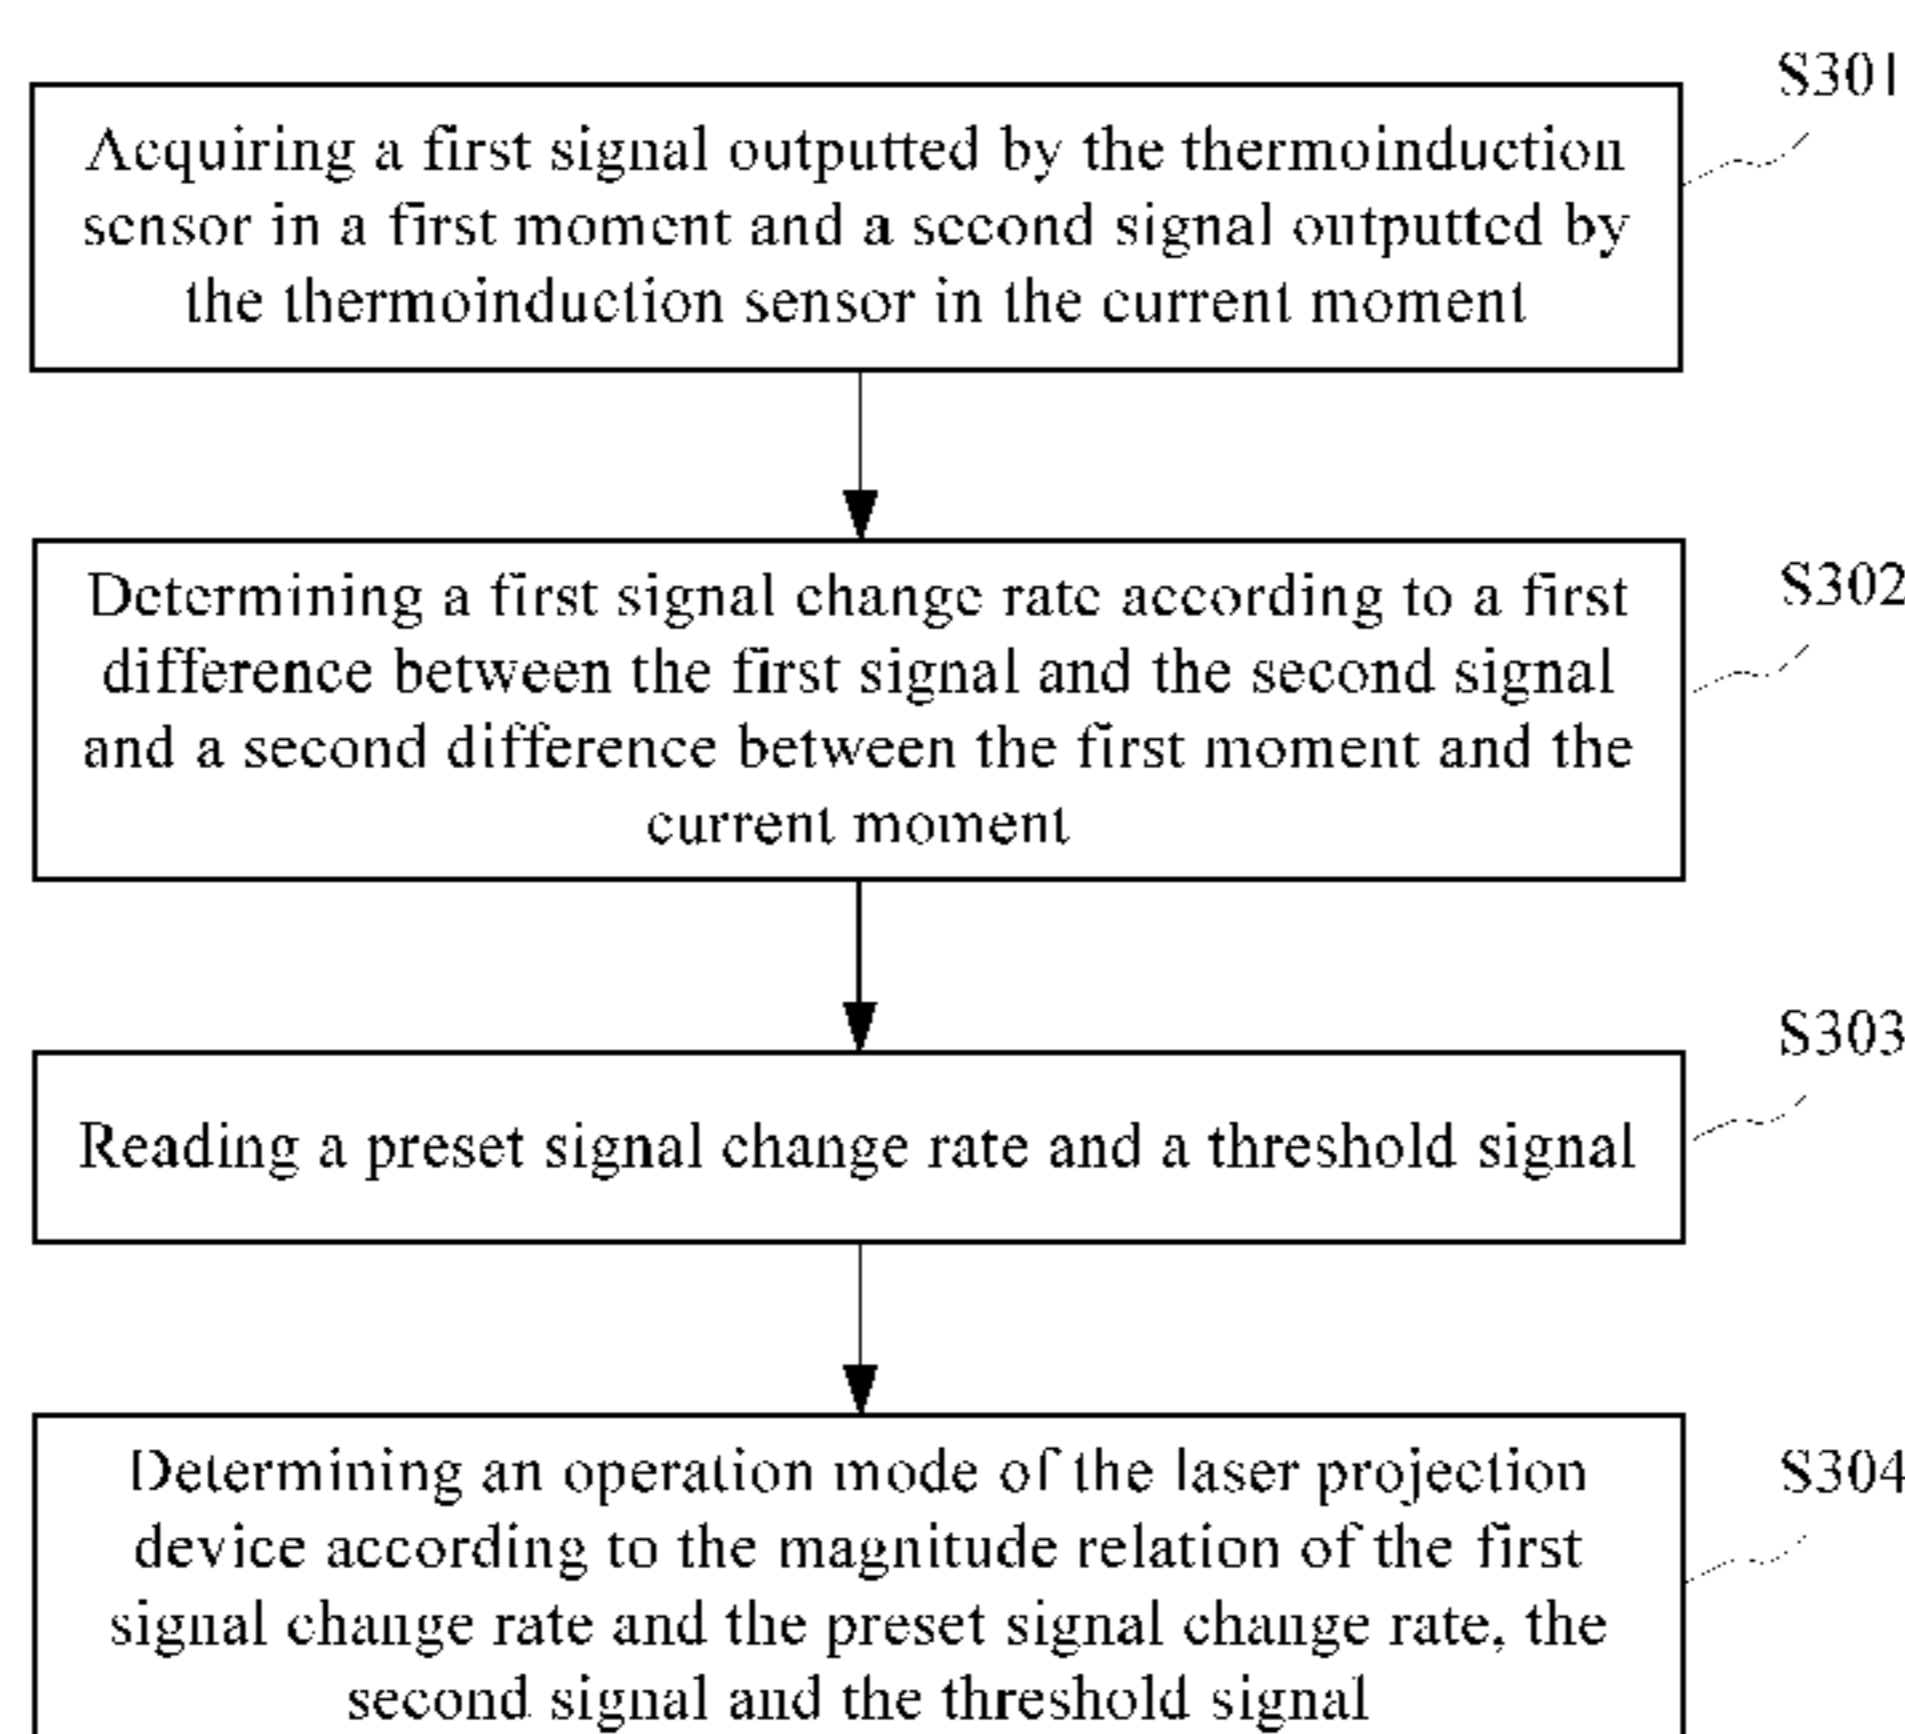 S301
Acquiring a first signal outputted by the thermoinduction
sensor in a first moment and a second signal outputted by
the thermoinduction sensor in the current moment
S302
Determining a first signal change rate according to a first
difference between the first signal and the second signal
and a second difference between the first moment and the
current moment
S303
Reading a preset signal change rate and a threshold signal
S304
Determining an operation mode of the laser projection
device according to the magnitude relation of the first
signal change rate and the preset signal change rate, the
second signal and the threshold signal